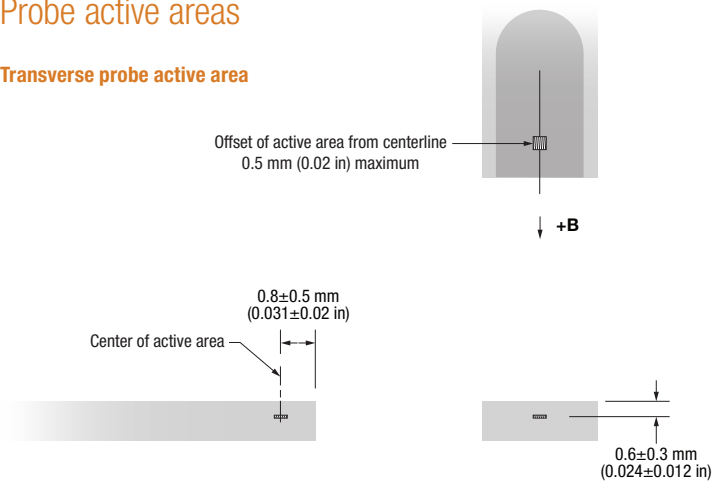 Probe active areas
Transverse probe active area
Offset of active area from centerline
0.5 mm (0.02 in) maximum
+B
0.8±0.5 mm
(0.031±0.02 in)
Center of active area
0.6±0.3 mm
(0.024±0.012 in)